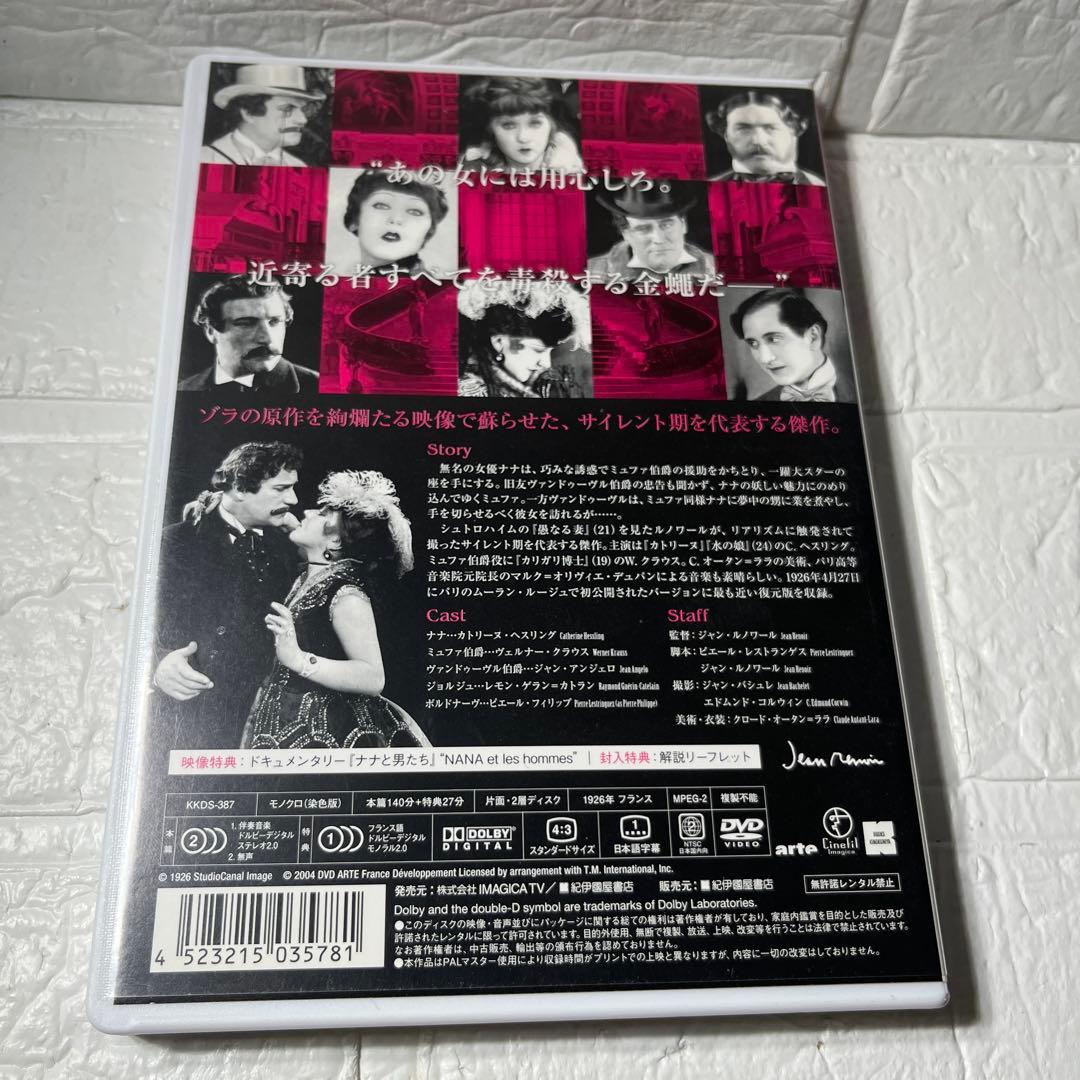 “あの女には用心しろ。
近寄る者すべてを毒殺する金蠅だ──”
ゾラの原作を絢爛たる映像で蘇らせた、サイレント期を代表する傑作。
Story
無名の女優ナナは、巧みな誘惑でミュファ伯爵の援助をかちとり、一躍大スターの
座を手にする。旧友ヴァンドゥーヴル伯爵の忠告も聞かず、ナナの妖しい魅力にのめり
込んでゆくミュファ。一方ヴァンドゥーヴルは、ミュファ同様ナナに夢中の甥に業を煮やし、
手を切らせるべく彼女を訪れるが……。
シュトロハイムの『愚なる妻』(21)を見たルノワールが、リアリズムに触発されて
撮ったサイレント期を代表する傑作。主演は『カトリーヌ』『水の娘』(24)のC. ヘスリング。
ミュファ伯爵役に『カリガリ博士』(19)のW. クラウス。C. オータン=ララの美術、パリ高等
音楽院元院長のマルク=オリヴィエ・デュパンによる音楽も素晴らしい。1926年4月27日
にパリのムーラン・ルージュで初公開されたバージョンに最も近い復元版を収録。
Cast
ナナ…カトリーヌ・ヘスリング Catherine Hessling
ミュファ伯爵…ヴェルナー・クラウス Werner Krauss
ヴァンドゥーヴル伯爵…ジャン・アンジェロ Jean Angelo
ジョルジュ…レモン・ゲラン=カトラン Raymond Guérin-Catelain
ボルドナーヴ…ピエール・フィリップ Pierre Lestringuez (as Pierre Philippe)
Staff
監督：ジャン・ルノワール Jean Renoir
脚本：ピエール・レストランゲス Pierre Lestringuez
ジャン・ルノワール Jean Renoir
撮影：ジャン・バシュレ Jean Bachelet
エドムンド・コルウィン C. Edmund Corwin
美術・衣装：クロード・オータン=ララ Claude Autant-Lara
映像特典：ドキュメンタリー『ナナと男たち』“NANA et les hommes” | 封入特典：解説リーフレット
Jean Renoir
KKDS-387 モノクロ(染色版) 本篇140分+特典27分 片面・2層ディスク 1926年 フランス MPEG-2 複製不能
本篇 2 1. 伴奏音楽 ドルビーデジタル ステレオ2.0 2. 無声
特典 1 フランス語 ドルビーデジタル モノラル2.0
DOLBY DIGITAL
4:3 スタンダードサイズ
1 日本語字幕
2 NTSC 日本国内向
DVD VIDEO
arte
Cinefil Imagica
BOOKS KINOKUNIYA
© 1926 StudioCanal Image © 2004 DVD ARTE France Développement Licensed by arrangement with T.M. International, Inc.
発売元：株式会社IMAGICA TV／紀伊國屋書店 販売元：紀伊國屋書店
無許諾レンタル禁止
Dolby and the double-D symbol are trademarks of Dolby Laboratories.
●このディスクの映像・音声並びにパッケージに関する総ての権利は著作権者が有しており、家庭内鑑賞を目的とした販売及び
許諾されたレンタルに限って許可されています。目的外使用、無断で複製、放送、上映、改変等を行うことは法律で禁止されています。
なお著作権者は、中古販売、輸出等の頒布行為を認めておりません。
●本作品はPALマスター使用により収録時間がプリントでの上映と異なりますが、内容に一切の改変はしておりません。
4 523215 035781